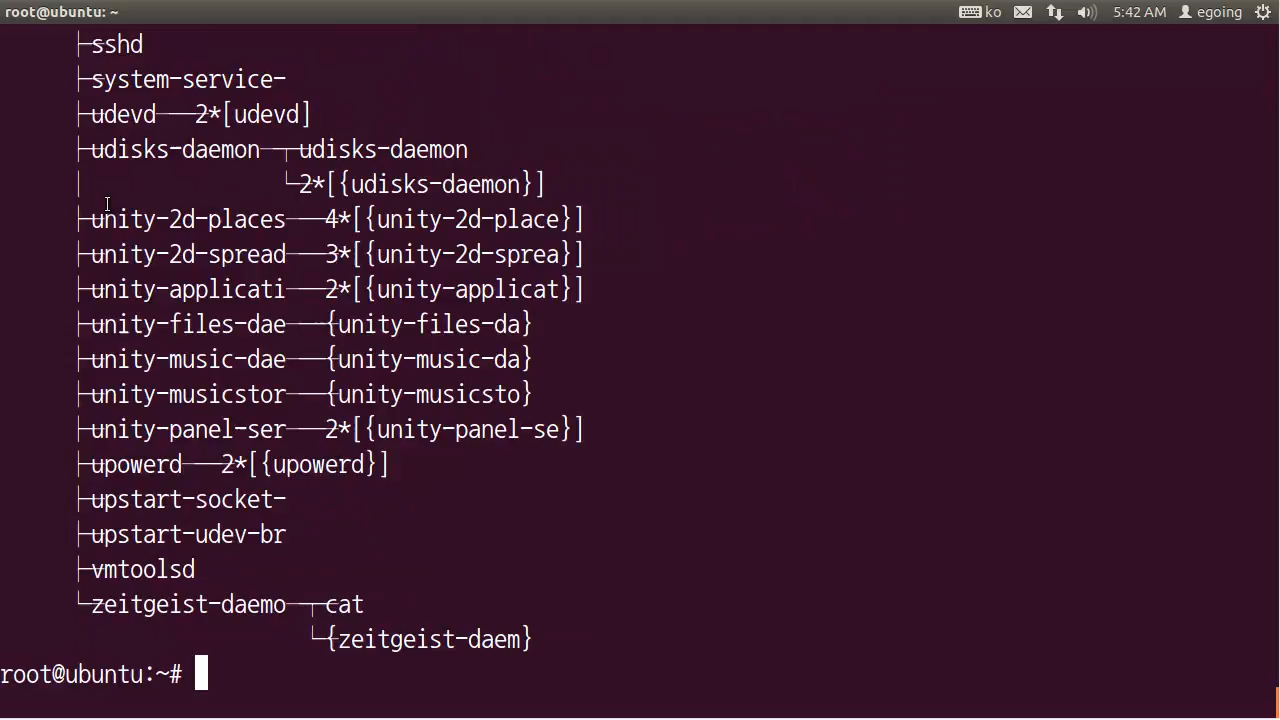 root@ubuntu: ~ ko 5:42 AM egoing
├─sshd
├─system-service-
├─udevd───2*[udevd]
├─udisks-daemon─┬─udisks-daemon
│               └─2*[{udisks-daemon}]
├─unity-2d-places───4*[{unity-2d-place}]
├─unity-2d-spread───3*[{unity-2d-sprea}]
├─unity-applicati───2*[{unity-applicat}]
├─unity-files-dae───{unity-files-da}
├─unity-music-dae───{unity-music-da}
├─unity-musicstor───{unity-musicsto}
├─unity-panel-ser───2*[{unity-panel-se}]
├─upowerd───2*[{upowerd}]
├─upstart-socket-
├─upstart-udev-br
├─vmtoolsd
└─zeitgeist-daemo─┬─cat
                  └─{zeitgeist-daem}
root@ubuntu:~#